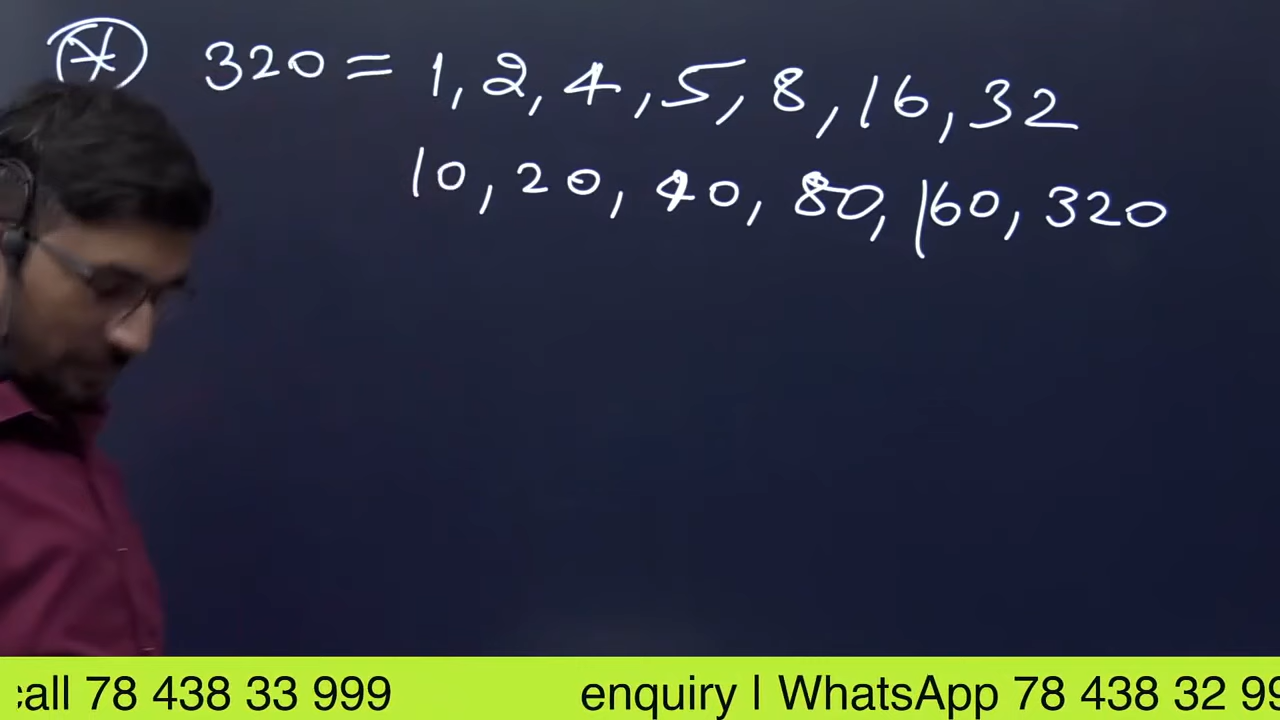 * 320 = 1, 2, 4, 5, 8, 16, 32
10, 20, 40, 80, 160, 320
call 78 438 33 999 enquiry | WhatsApp 78 438 32 99